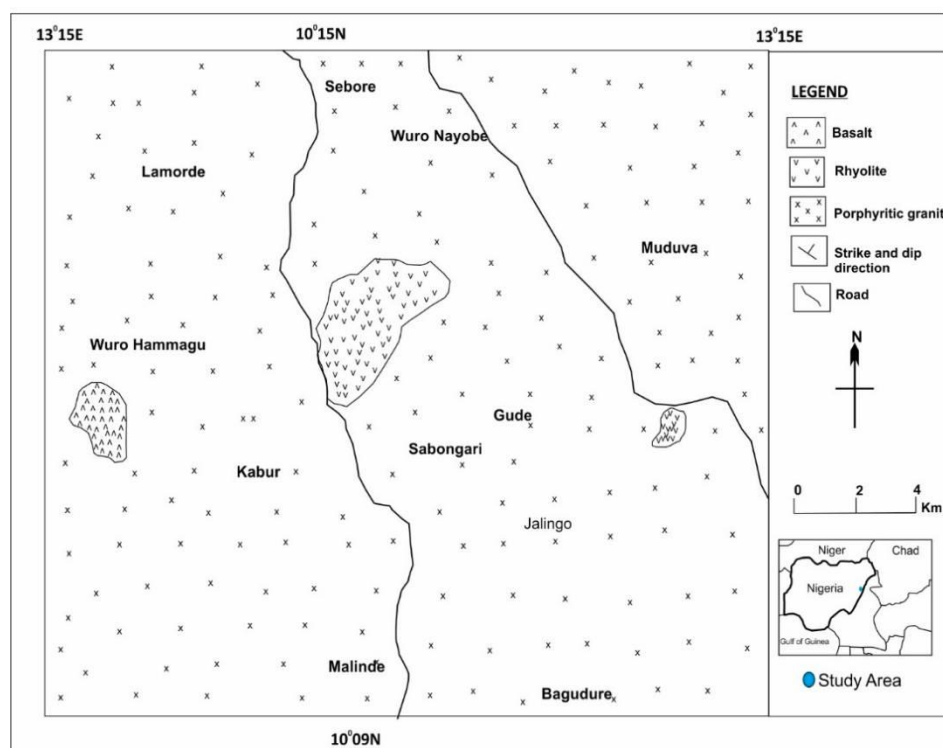 13°15E
10°15N
13°15E
Sebore
Wuro Nayobe
Lamorde
Muduva
Wuro Hammagu
Gude
Sabongari
Kabur
Jalingo
Malinde
Bagudure
10°09N
LEGEND
Basalt
Rhyolite
Porphyritic granit
Strike and dip
direction
Road
N
0 2 4
Km
Niger
Chad
Nigeria
Gulf of Guinea
Study Area